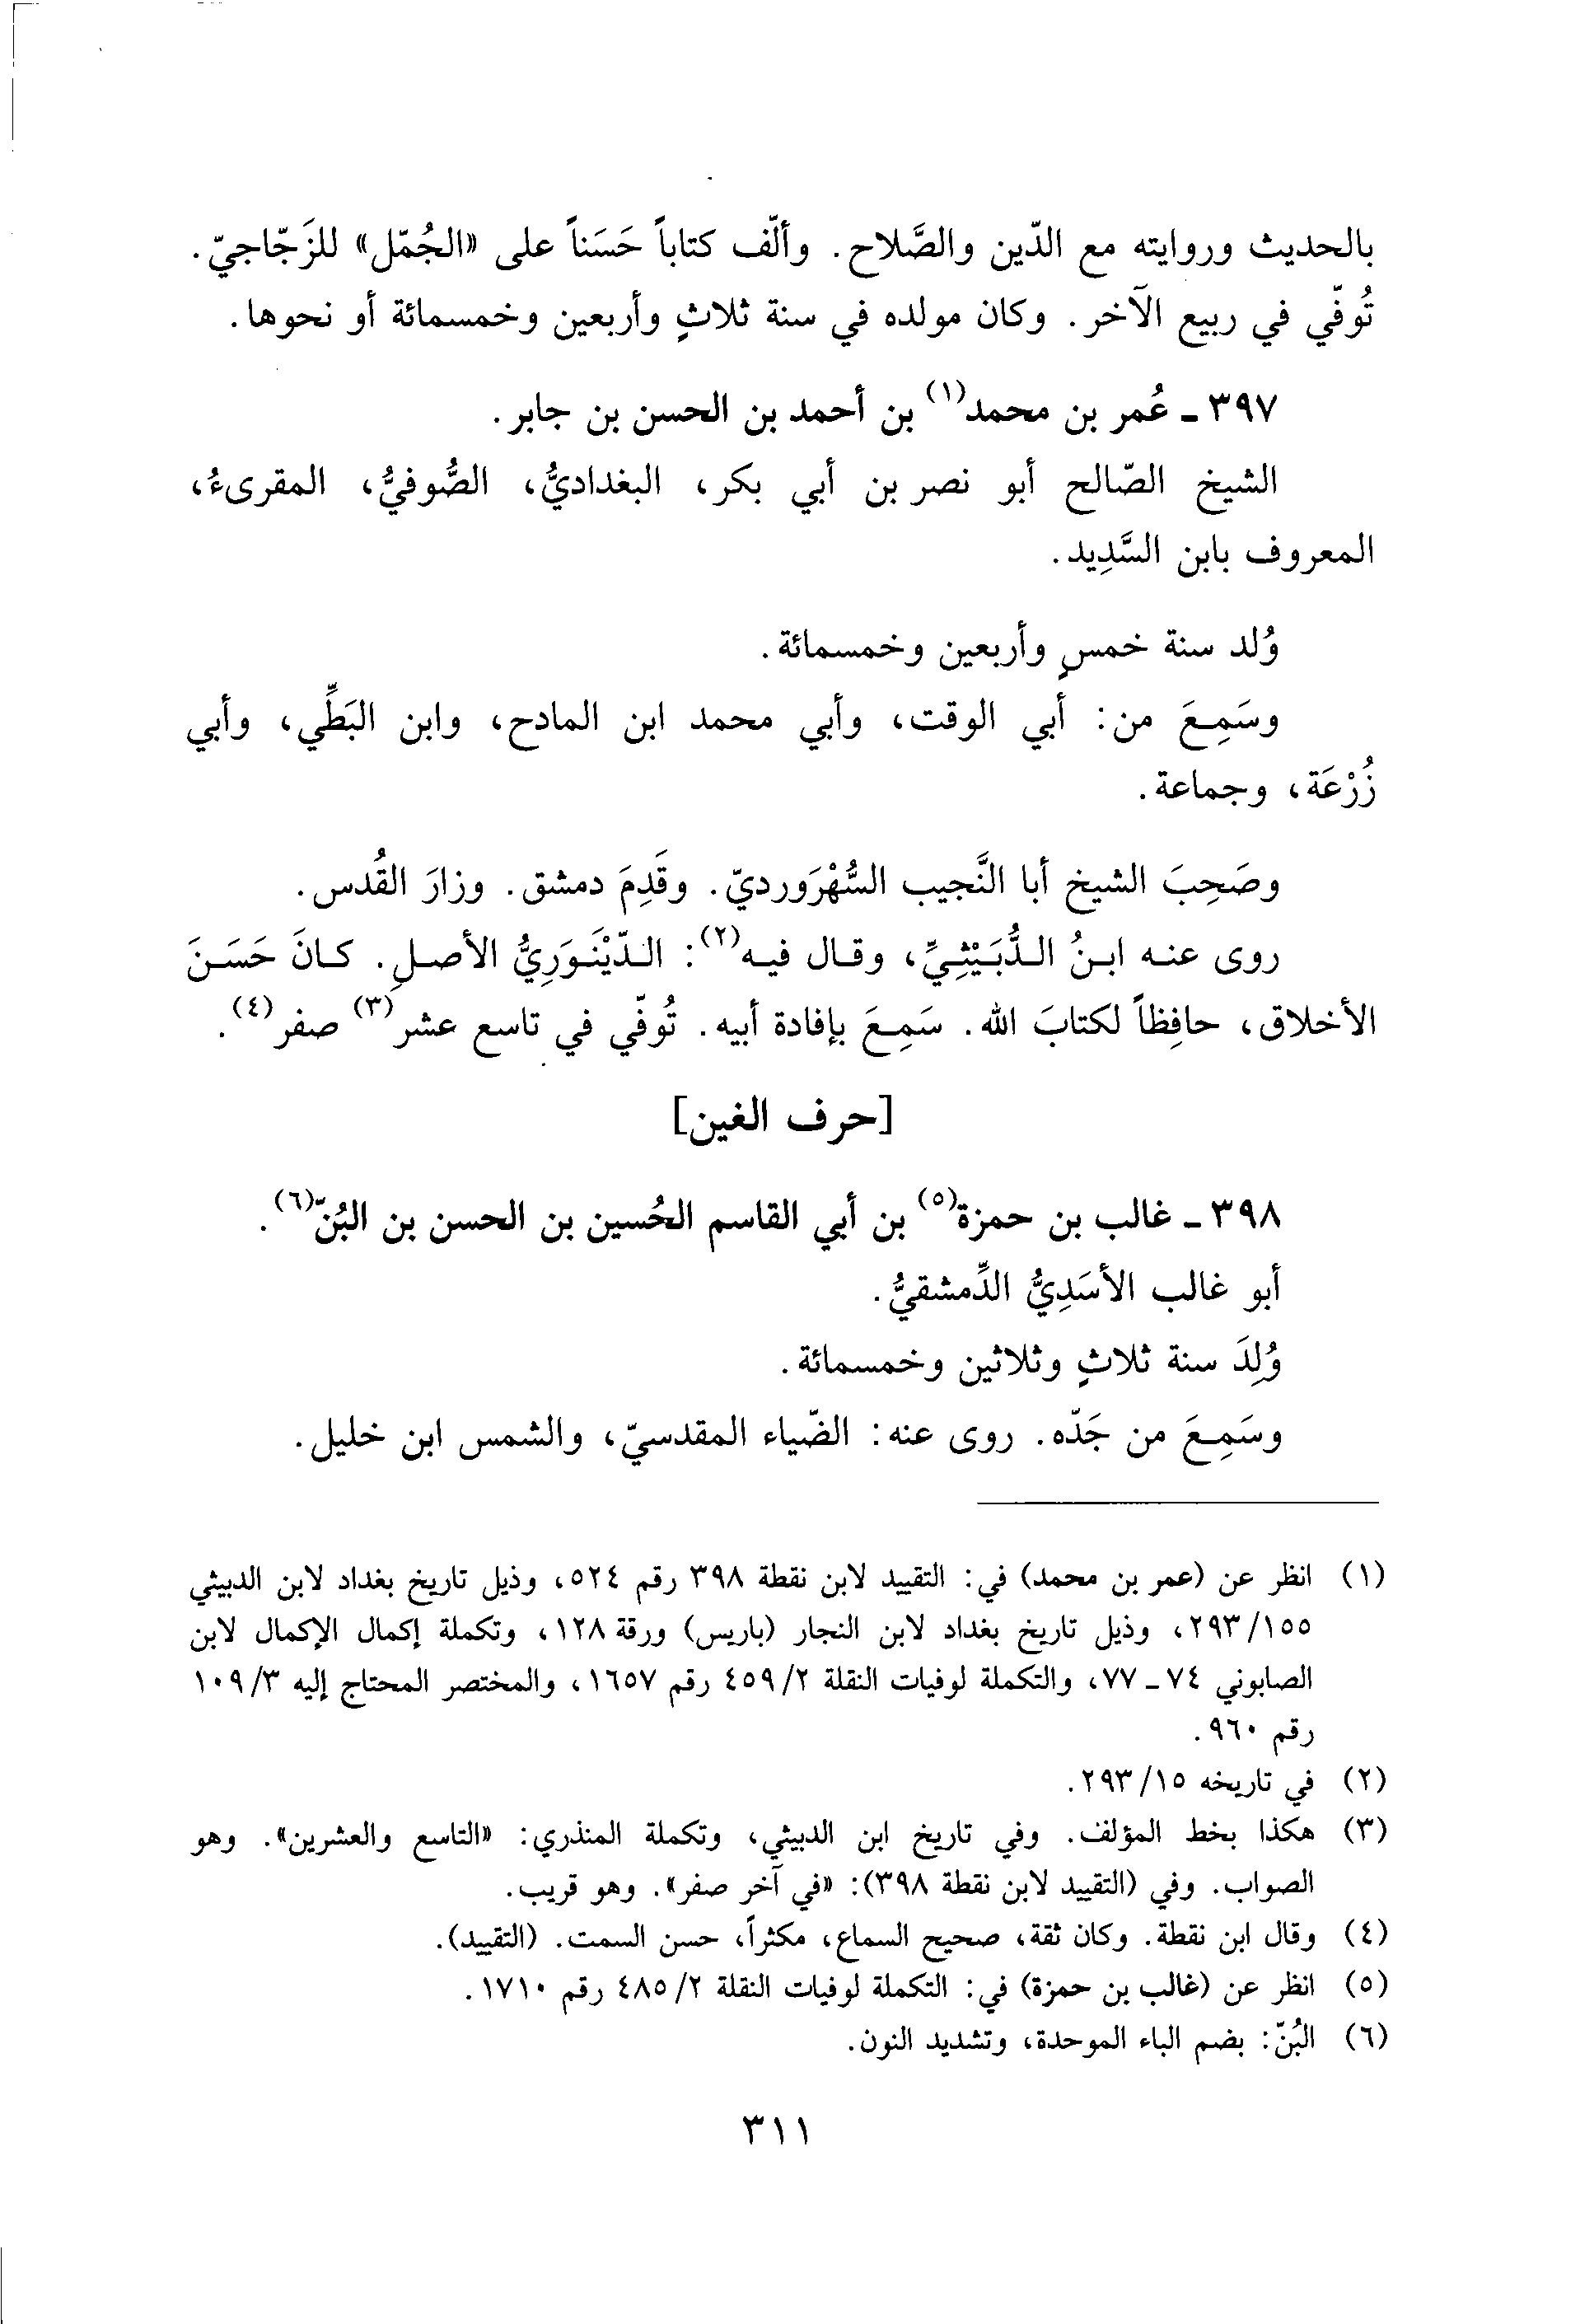 بالحديث وروايته مع الدّين والصَّلاح. وألّف كتاباً حَسَناً على «الجُمّل» للزَجّاجيّ.
تُوفّي في ربيع الآخر. وكان مولده في سنة ثلاثٍ وأربعين وخمسمائة أو نحوها.
٣٩٧ ـ عُمر بن محمد(١) بن أحمد بن الحسن بن جابر.
الشيخ الصّالح أبو نصر بن أبي بكر، البغداديُّ، الصُّوفيُّ، المقرىءُ،
المعروف بابن السَّدِيد.
وُلد سنة خمسٍ وأربعين وخمسمائة.
وسَمِعَ من: أبي الوقت، وأبي محمد ابن المادح، وابن البَطِّي، وأبي
زُرْعَة، وجماعة.
وصَحِبَ الشيخ أبا النَّجيب السُّهْرَورديّ. وقَدِمَ دمشق. وزارَ القُدس.
روى عنه ابنُ الدُّبَيْثِيِّ، وقال فيه(٢): الدّيْنَوَرِيُّ الأصلِ. كانَ حَسَنَ
الأخلاق، حافِظاً لكتابَ الله. سَمِعَ بإفادة أبيه. تُوفّي في تاسع عشر(٣) صفر(٤).
[حرف الغين]
٣٩٨ ـ غالب بن حمزة(٥) بن أبي القاسم الحُسين بن الحسن بن البُنّ(٦).
أبو غالب الأسَدِيُّ الدِّمشقيُّ.
وُلِدَ سنة ثلاثٍ وثلاثين وخمسمائة.
وسَمِعَ من جَدّه. روى عنه: الضّياء المقدسيّ، والشمس ابن خليل.
(١) انظر عن (عمر بن محمد) في: التقييد لابن نقطة ٣٩٨ رقم ٥٢٤، وذيل تاريخ بغداد لابن الدبيثي
١٥٥/٢٩٣، وذيل تاريخ بغداد لابن النجار (باريس) ورقة ١٢٨، وتكملة إكمال الإكمال لابن
الصابوني ٧٤ ـ ٧٧، والتكملة لوفيات النقلة ٢/٤٥٩ رقم ١٦٥٧، والمختصر المحتاج إليه ٣/١٠٩
رقم ٩٦٠.
(٢) في تاريخه ١٥/٢٩٣.
(٣) هكذا بخط المؤلف. وفي تاريخ ابن الدبيثي، وتكملة المنذري: «التاسع والعشرين». وهو
الصواب. وفي (التقييد لابن نقطة ٣٩٨): «في آخر صفر». وهو قريب.
(٤) وقال ابن نقطة. وكان ثقة، صحيح السماع، مكثراً، حسن السمت. (التقييد).
(٥) انظر عن (غالب بن حمزة) في: التكملة لوفيات النقلة ٢/٤٨٥ رقم ١٧١٠.
(٦) البُنّ: بضم الباء الموحدة، وتشديد النون.
٣١١